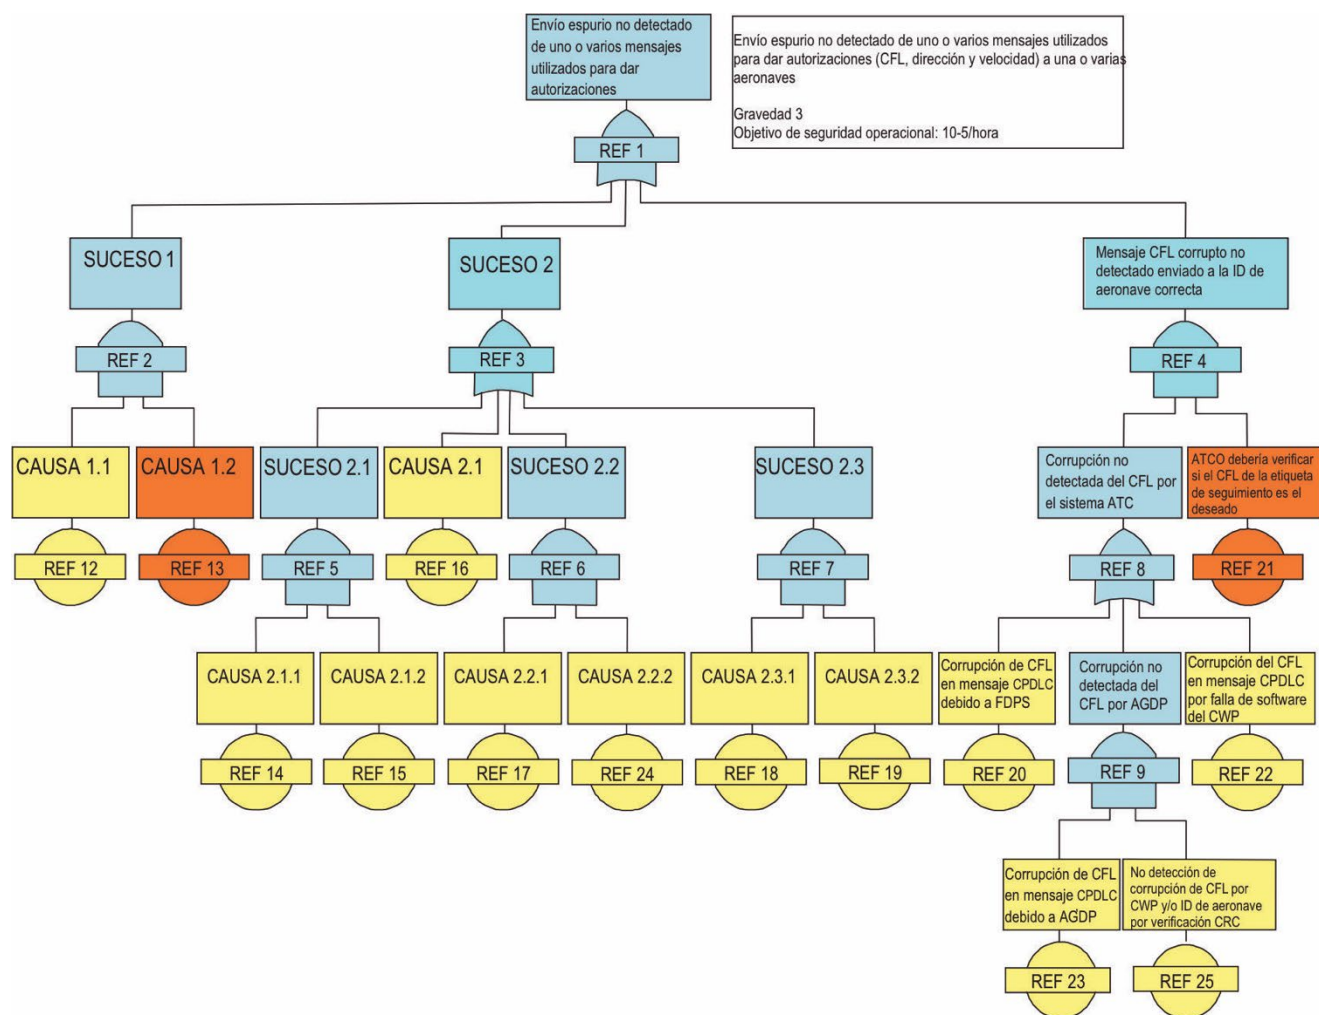 Envío espurio no detectado
de uno o varios mensajes
utilizados para dar
autorizaciones
Envío espurio no detectado de uno o varios mensajes utilizados
para dar autorizaciones (CFL, dirección y velocidad) a una o varias
aeronaves
Gravedad 3
Objetivo de seguridad operacional: 10-5/hora
REF 1
SUCESO 1
SUCESO 2
Mensaje CFL corrupto no
detectado enviado a la ID de
aeronave correcta
REF 2
REF 3
REF 4
CAUSA 1.1
CAUSA 1.2
SUCESO 2.1
CAUSA 2.1
SUCESO 2.2
SUCESO 2.3
Corrupción no
detectada del CFL por
el sistema ATC
ATCO debería verificar
si el CFL de la etiqueta
de seguimiento es el
deseado
REF 12
REF 13
REF 5
REF 16
REF 6
REF 7
REF 8
REF 21
CAUSA 2.1.1
CAUSA 2.1.2
CAUSA 2.2.1
CAUSA 2.2.2
CAUSA 2.3.1
CAUSA 2.3.2
Corrupción de CFL
en mensaje CPDLC
debido a FDPS
Corrupción no
detectada del
CFL por AGDP
Corrupción del CFL
en mensaje CPDLC
por falla de software
del CWP
REF 14
REF 15
REF 17
REF 24
REF 18
REF 19
REF 20
REF 9
REF 22
Corrupción de CFL
en mensaje CPDLC
debido a AGDP
No detección de
corrupción de CFL por
CWP y/o ID de aeronave
por verificación CRC
REF 23
REF 25